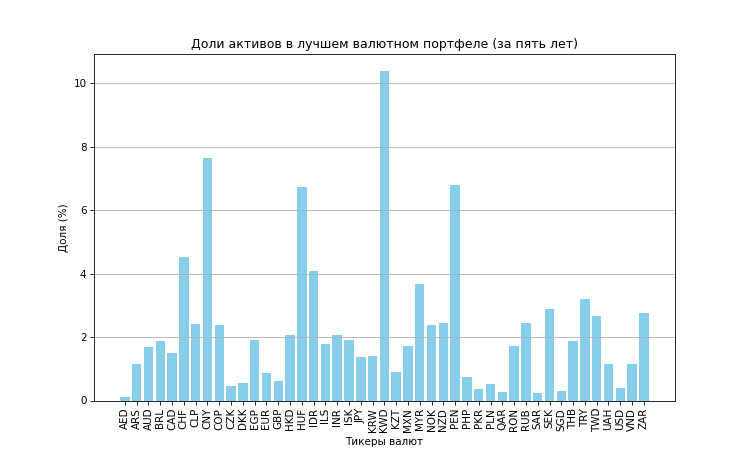 Доли активов в лучшем валютном портфеле (за пять лет)
Доля (%)
10
8
6
4
2
0
AED ARS AUD BRL CAD CHF CLP CNY COP CZK DKK EGP EUR GBP HKD HUF IDR ILS INR ISK JPY KRW KWD KZT MXN MYR NOK NZD PEN PHP PKR PLN QAR RON RUB SAR SEK SGD THB TRY TWD UAH USD VND ZAR
Тикеры валют